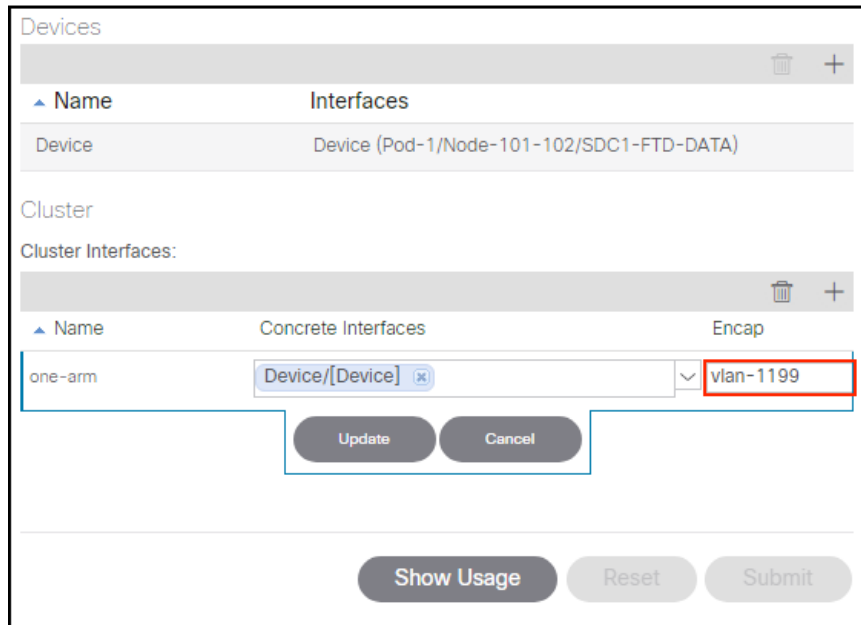 Devices
Name Interfaces
Device Device (Pod-1/Node-101-102/SDC1-FTD-DATA)
Cluster
Cluster Interfaces:
Name Concrete Interfaces Encap
one-arm Device/[Device] vlan-1199
Update Cancel
Show Usage Reset Submit